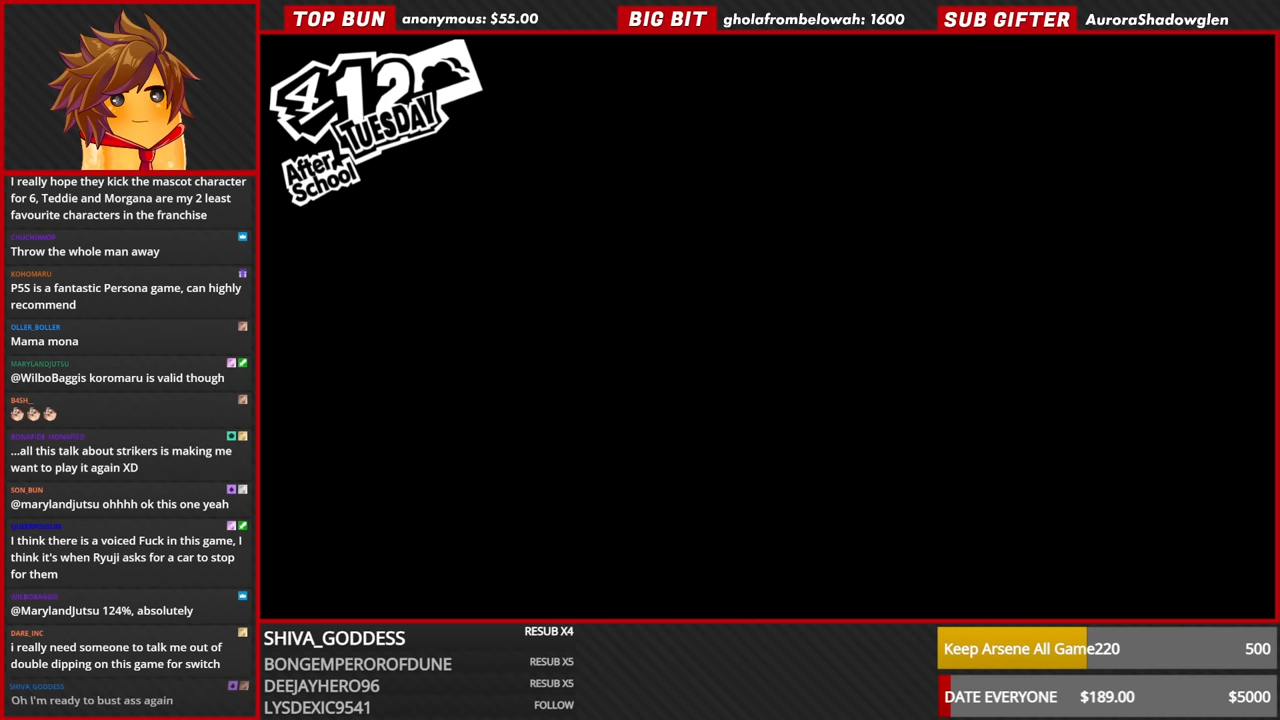 TOP BUN anonymous: $55.00 BIG BIT gholafrombelowah: 1600 SUB GIFTER AuroraShadowglen
4 12
TUESDAY
After
School
I really hope they kick the mascot character
for 6, Teddie and Morgana are my 2 least
favourite characters in the franchise
Throw the whole man away
KOHOMARU
P5S is a fantastic Persona game, can highly
recommend
OLLER_BOLLER
Mama mona
MARYLANDJUTSU
@WilboBaggis koromaru is valid though
B4SH_
...all this talk about strikers is making me
want to play it again XD
SON_BUN
@marylandjutsu ohhhh ok this one yeah
I think there is a voiced Fuck in this game, I
think it's when Ryuji asks for a car to stop
for them
WILBOBAGGIS
@MarylandJutsu 124%, absolutely
DARE_INC
i really need someone to talk me out of
double dipping on this game for switch
SHIVA_GODDESS
Oh I'm ready to bust ass again
SHIVA_GODDESS RESUB X4
BONGEMPEROROFDUNE RESUB X5
DEEJAYHERO96 RESUB X5
LYSDEXIC9541 FOLLOW
Keep Arsene All Game220 500
DATE EVERYONE $189.00 $5000